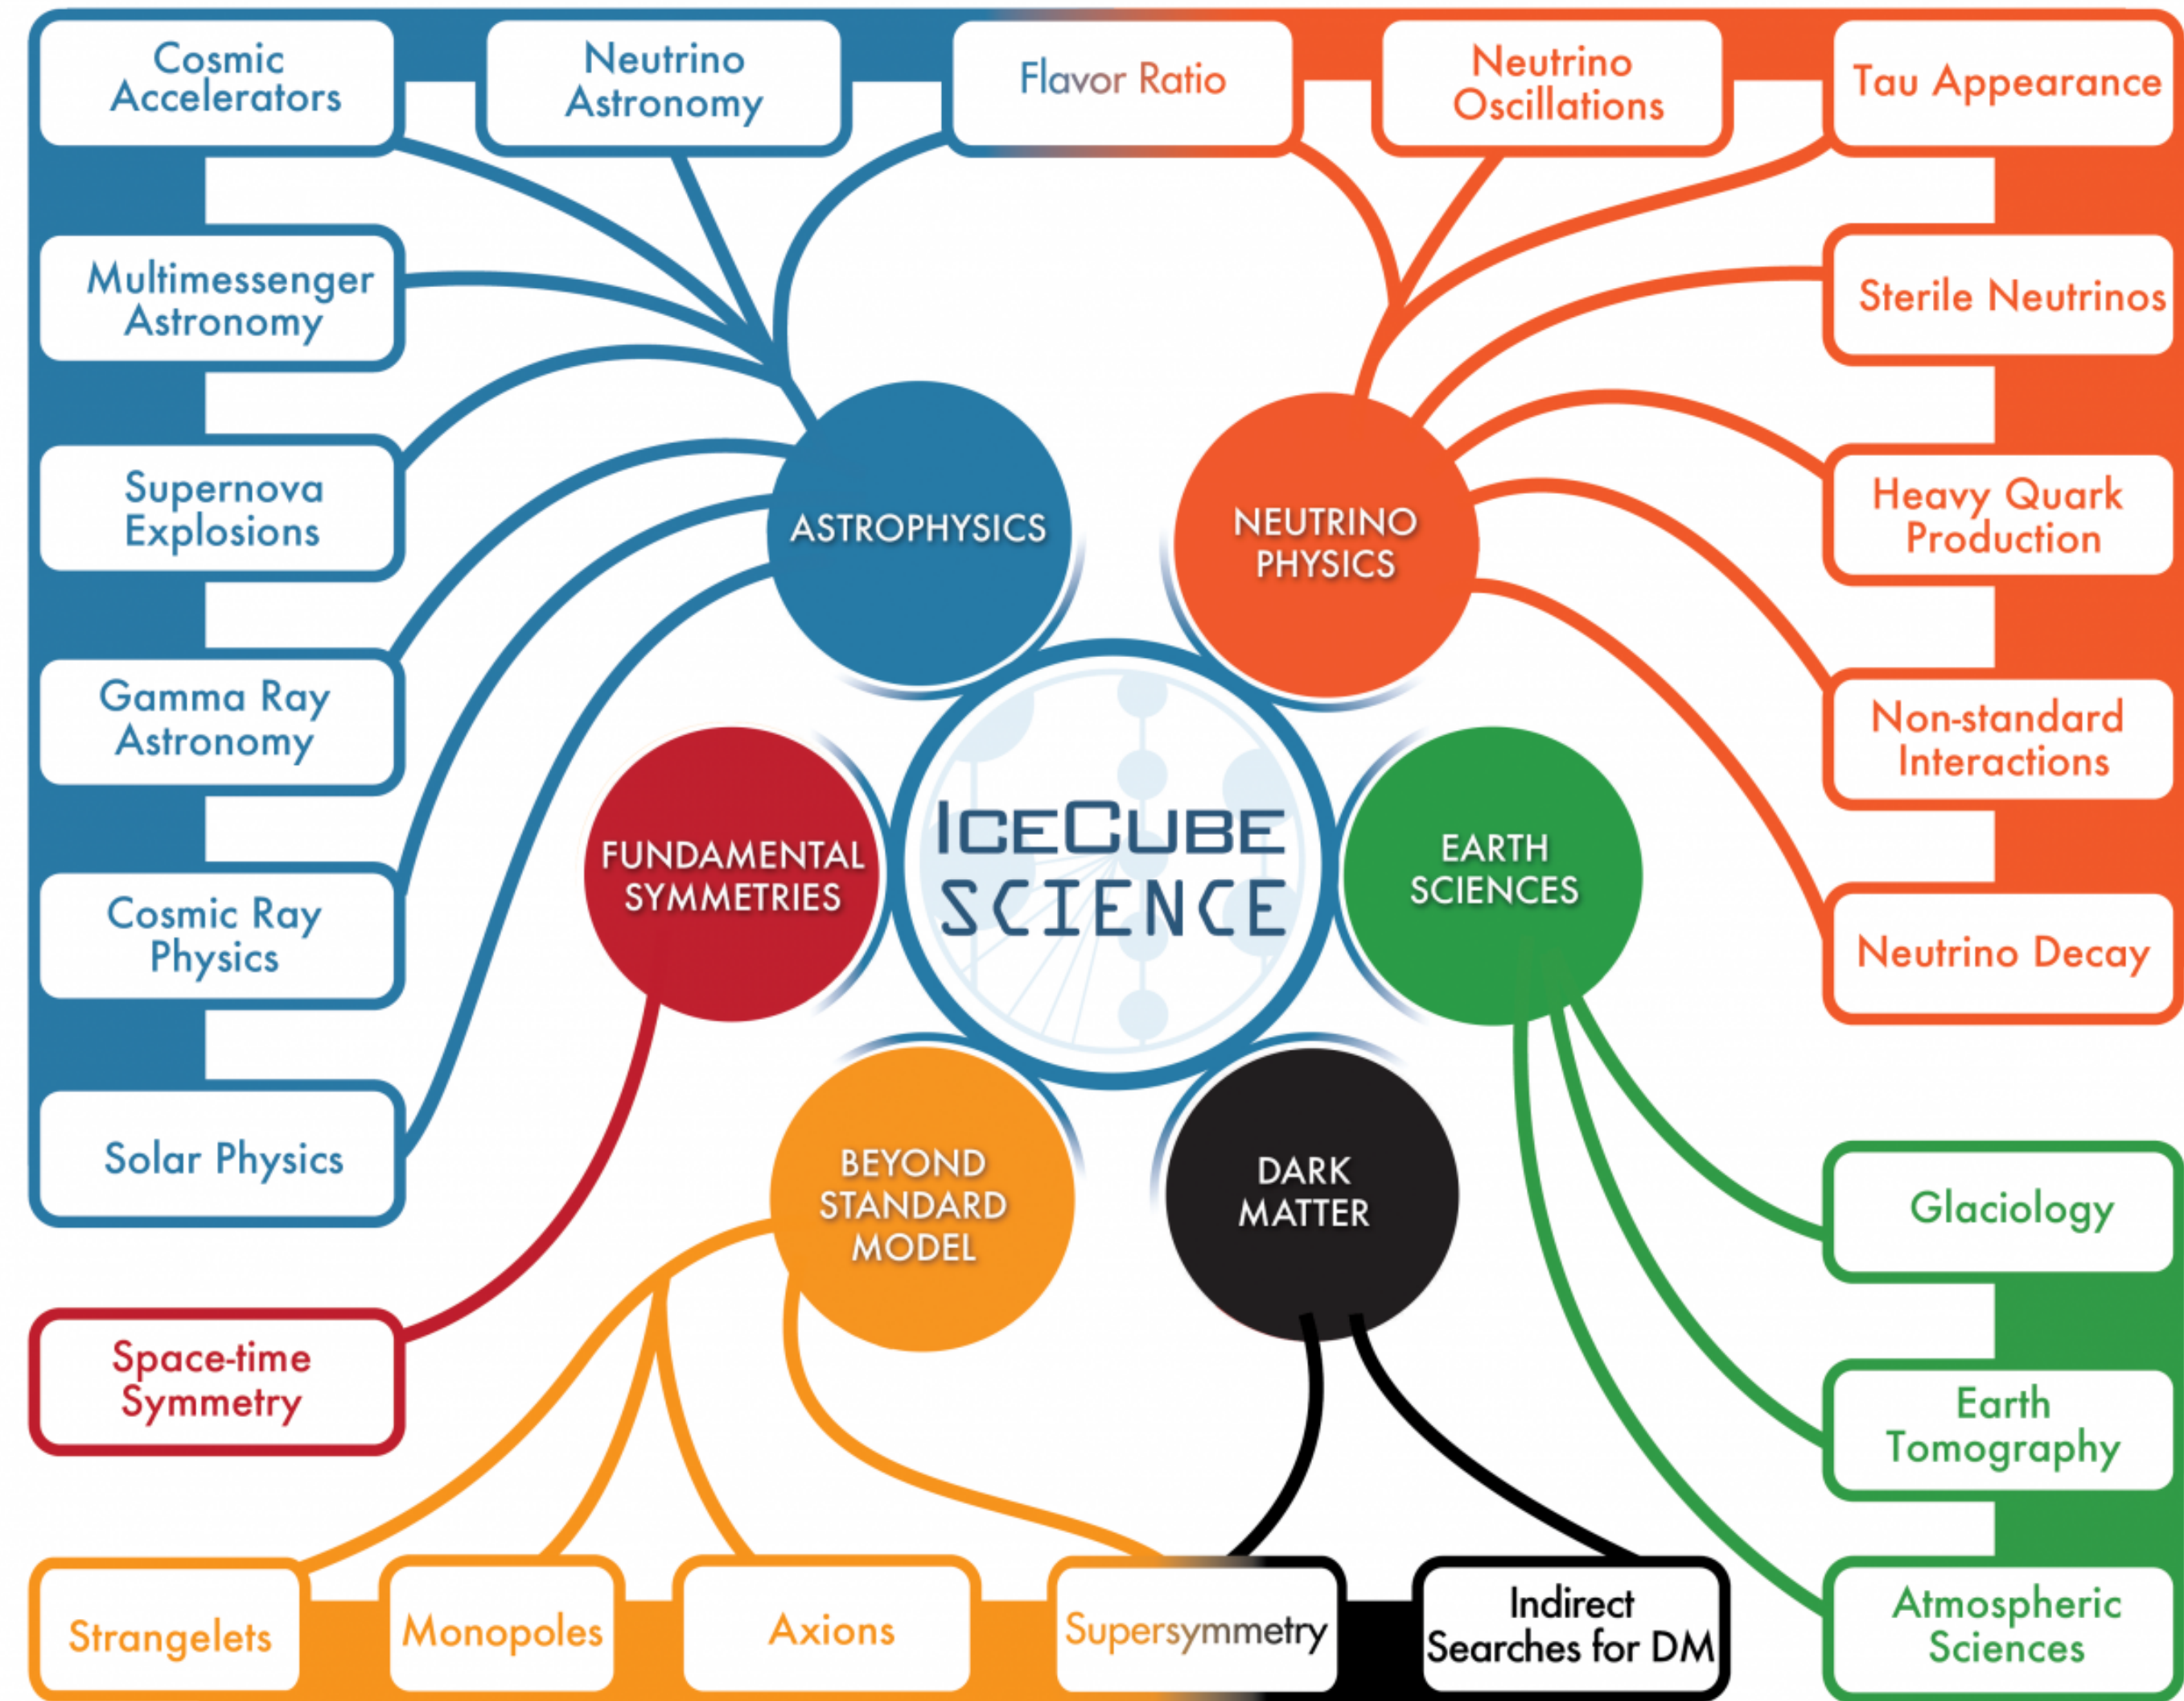 Cosmic
Accelerators
Neutrino
Astronomy
Flavor Ratio
Neutrino
Oscillations
Tau Appearance
Multimessenger
Astronomy
Sterile Neutrinos
Supernova
Explosions
ASTROPHYSICS
NEUTRINO
PHYSICS
Heavy Quark
Production
Gamma Ray
Astronomy
Non-standard
Interactions
FUNDAMENTAL
SYMMETRIES
ICECUBE
SCIENCE
EARTH
SCIENCES
Cosmic Ray
Physics
Neutrino Decay
Solar Physics
BEYOND
STANDARD
MODEL
DARK
MATTER
Glaciology
Space-time
Symmetry
Earth
Tomography
Strangelets
Monopoles
Axions
Supersymmetry
Indirect
Searches for DM
Atmospheric
Sciences